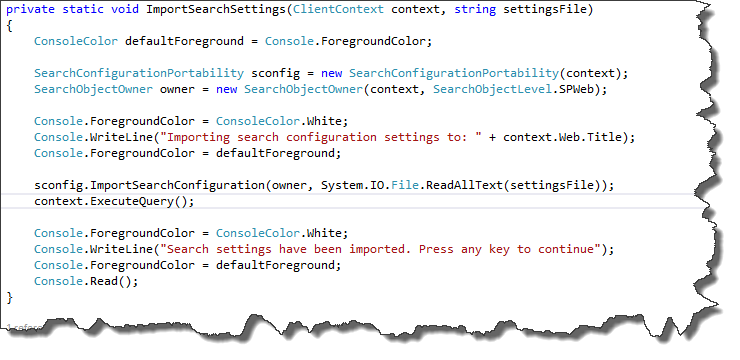 private static void ImportSearchSettings(ClientContext context, string settingsFile)
{
ConsoleColor defaultForeground = Console.ForegroundColor;
SearchConfigurationPortability sconfig = new SearchConfigurationPortability(context);
SearchObjectOwner owner = new SearchObjectOwner(context, SearchObjectLevel.SPWeb);
Console.ForegroundColor = ConsoleColor.White;
Console.WriteLine("Importing search configuration settings to: " + context.Web.Title);
Console.ForegroundColor = defaultForeground;
sconfig.ImportSearchConfiguration(owner, System.IO.File.ReadAllText(settingsFile));
context.ExecuteQuery();
Console.ForegroundColor = ConsoleColor.White;
Console.WriteLine("Search settings have been imported. Press any key to continue");
Console.ForegroundColor = defaultForeground;
Console.Read();
}